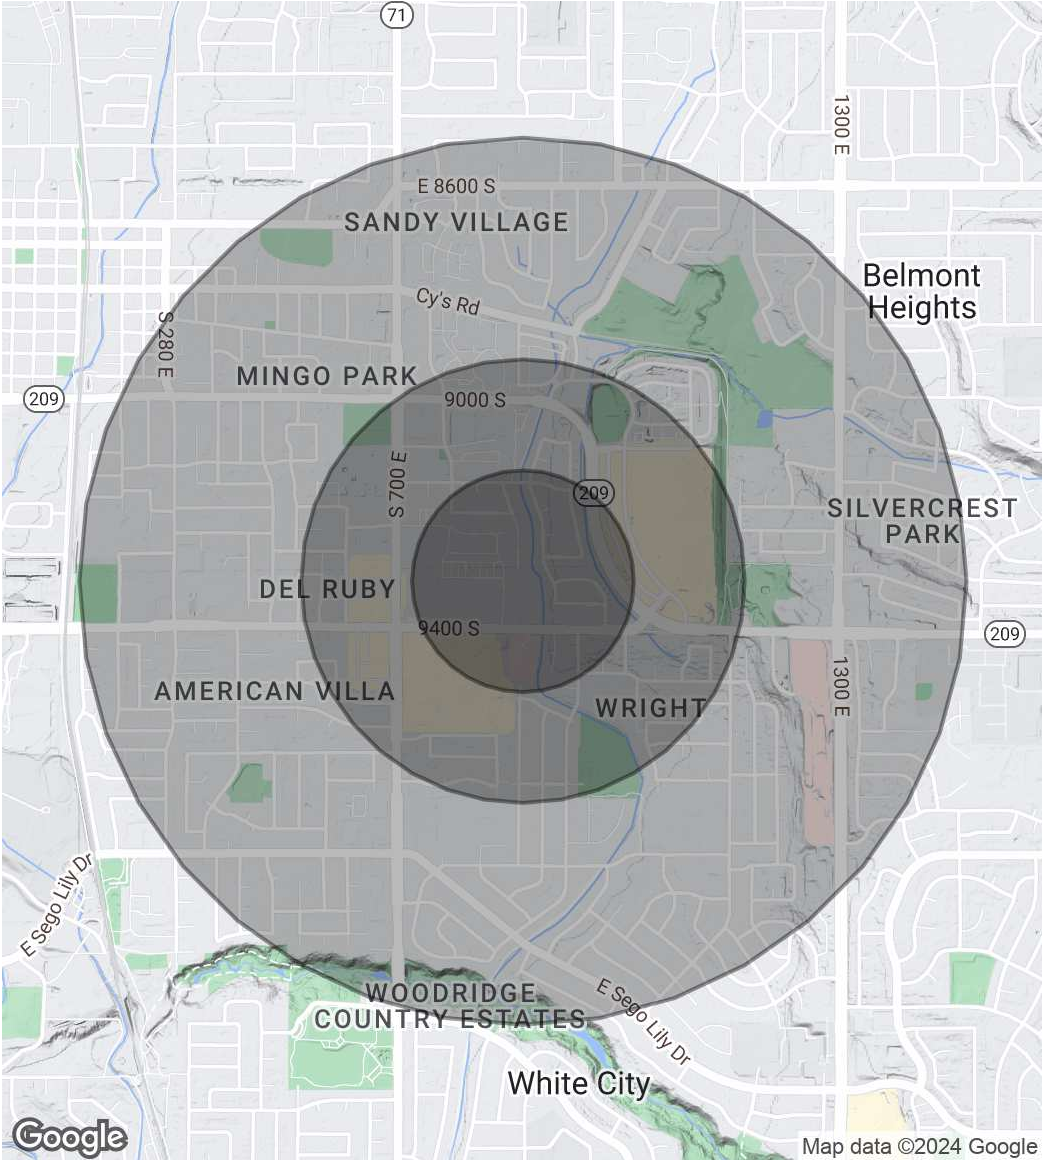 71
1300 E
E 8600 S
SANDY VILLAGE
Belmont
Heights
Cy's Rd
S 280 E
MINGO PARK
209
9000 S
S 700 E
209
SILVERCREST
PARK
DEL RUBY
9400 S
209
1300 E
AMERICAN VILLA
WRIGHT
E Sego Lily Dr
WOODRIDGE
COUNTRY ESTATES
E Sego Lily Dr
White City
Google
Map data ©2024 Google